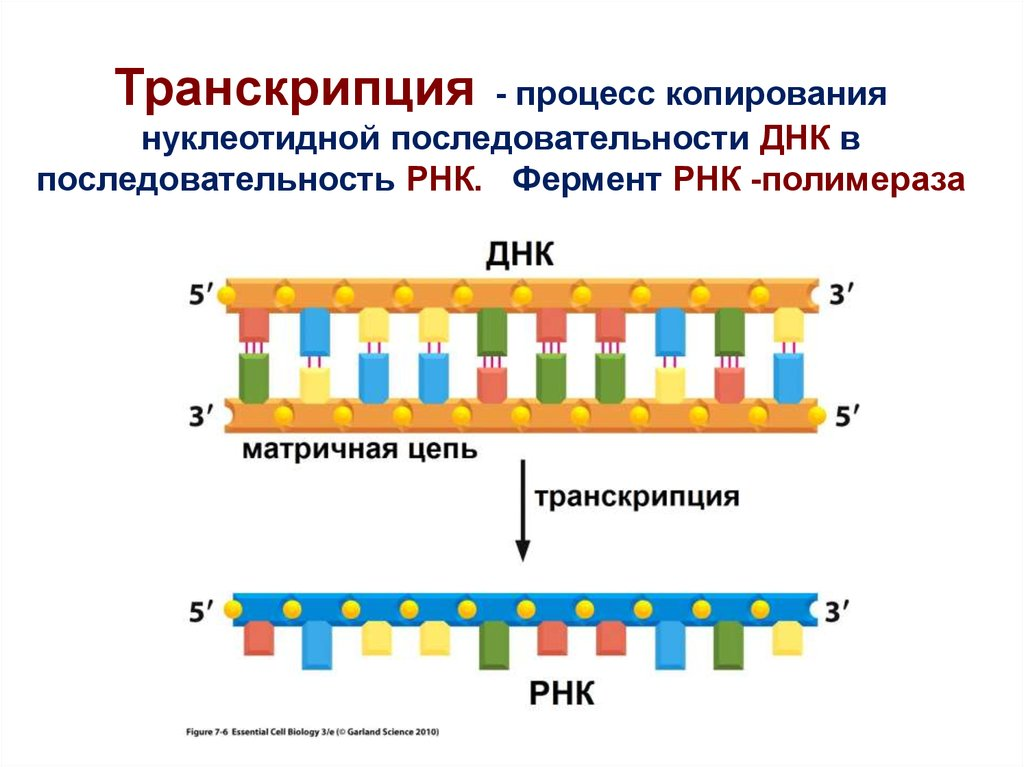 Транскрипция - процесс копирования
нуклеотидной последовательности ДНК в
последовательность РНК. Фермент РНК -полимераза
ДНК
5′ 3′
3′ 5′
матричная цепь
транскрипция
5′ 3′
РНК
Figure 7-6 Essential Cell Biology 3/e (© Garland Science 2010)